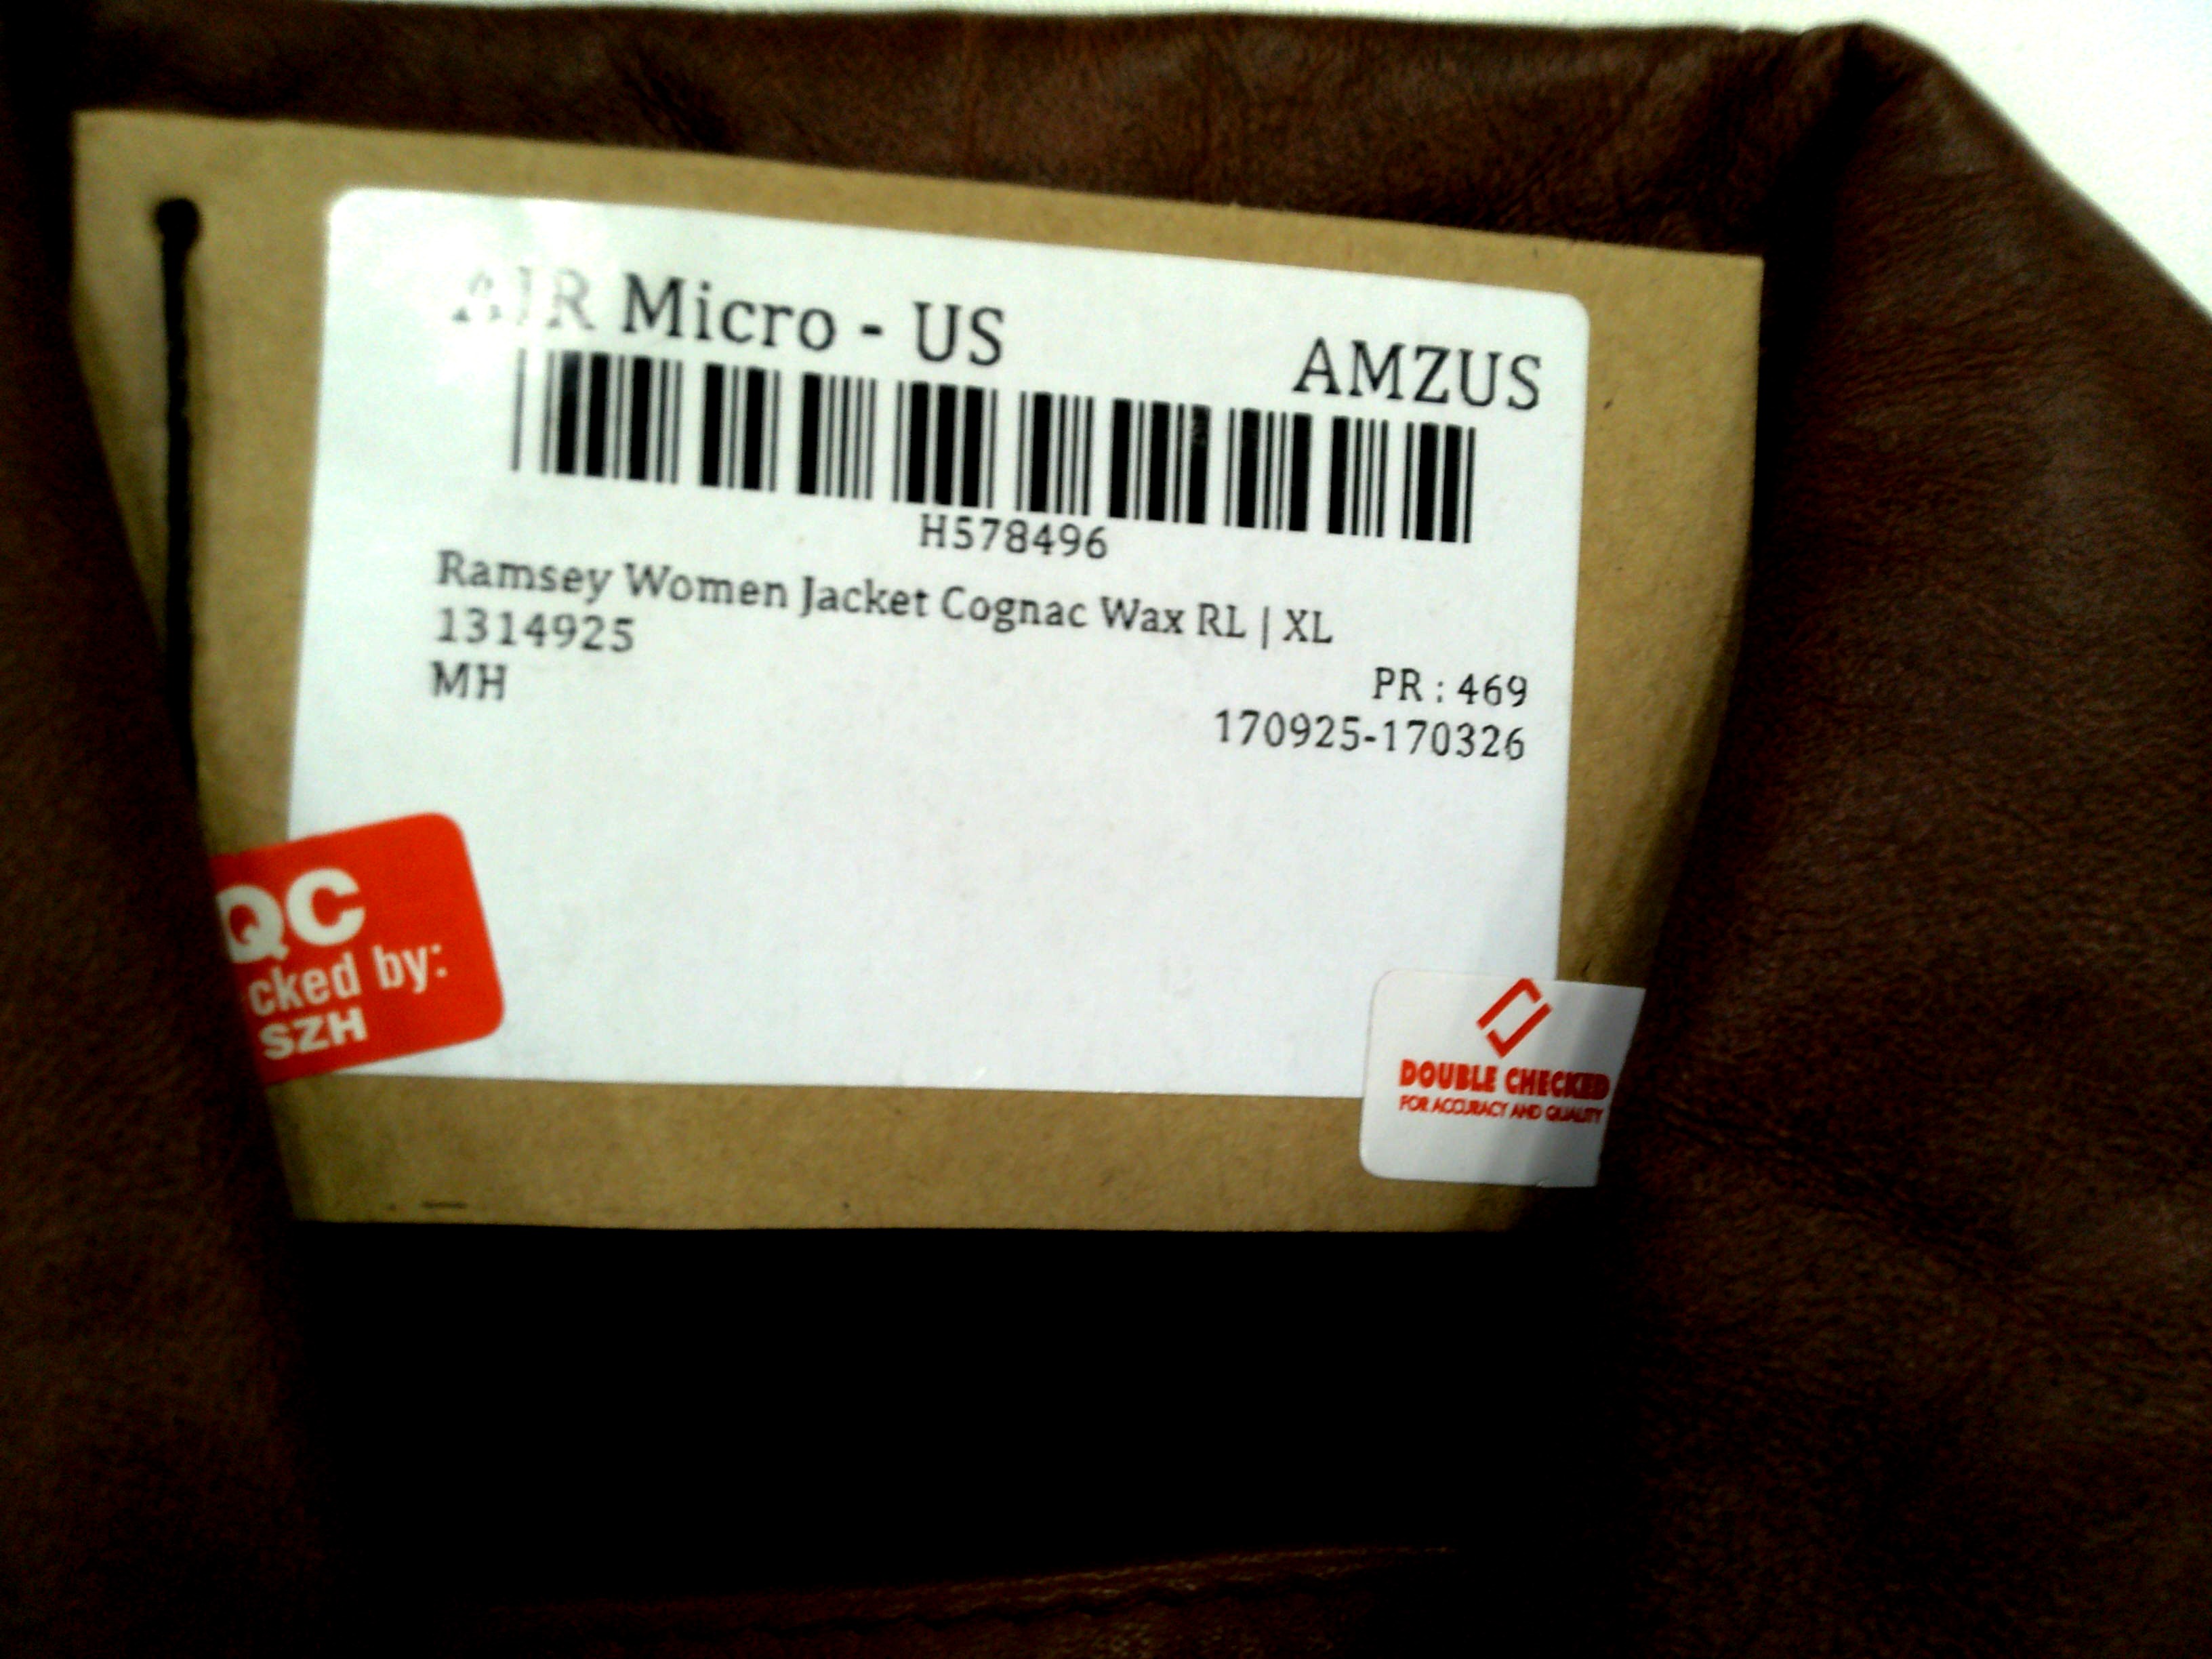 AIR Micro - US
AMZUS
H578496
Ramsey Women Jacket Cognac Wax RL | XL
1314925
MH
PR : 469
170925-170326
QC
cked by:
SZH
DOUBLE CHECKED
FOR ACCURACY AND QUALITY